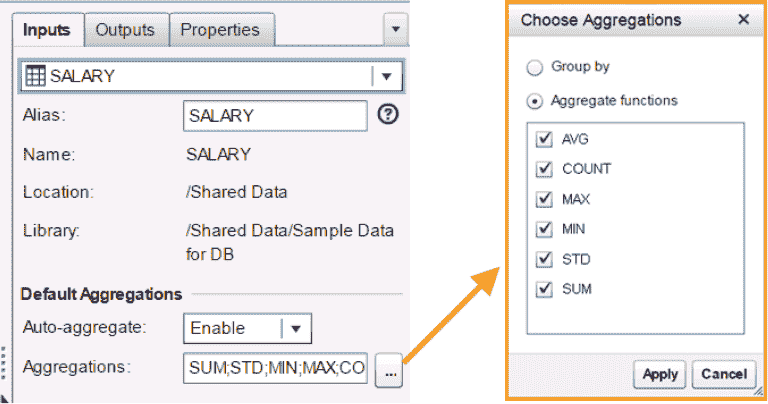 Inputs Outputs Properties
SALARY
Alias: SALARY
Name: SALARY
Location: /Shared Data
Library: /Shared Data/Sample Data
for DB
Default Aggregations
Auto-aggregate: Enable
Aggregations: SUM;STD;MIN;MAX;CO ...
Choose Aggregations
Group by
Aggregate functions
AVG
COUNT
MAX
MIN
STD
SUM
Apply Cancel